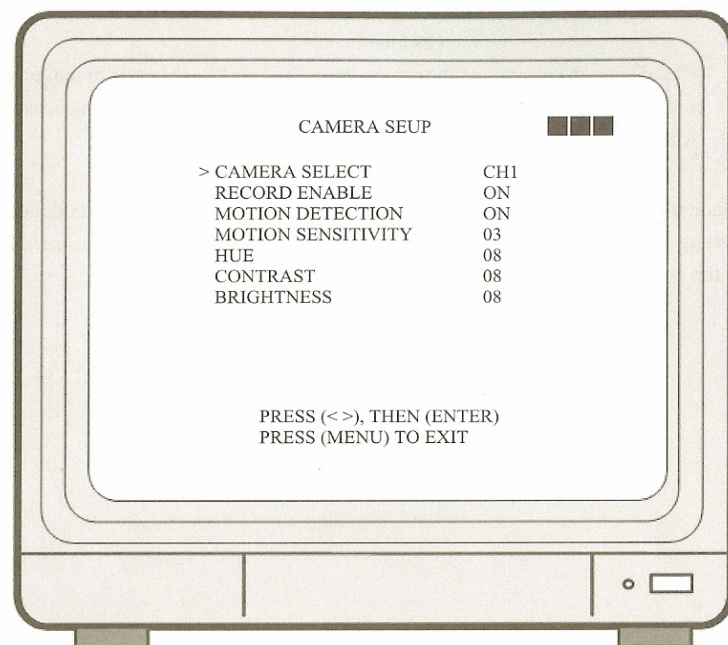 CAMERA SEUP
> CAMERA SELECT CH1
RECORD ENABLE ON
MOTION DETECTION ON
MOTION SENSITIVITY 03
HUE 08
CONTRAST 08
BRIGHTNESS 08
PRESS (< >), THEN (ENTER)
PRESS (MENU) TO EXIT